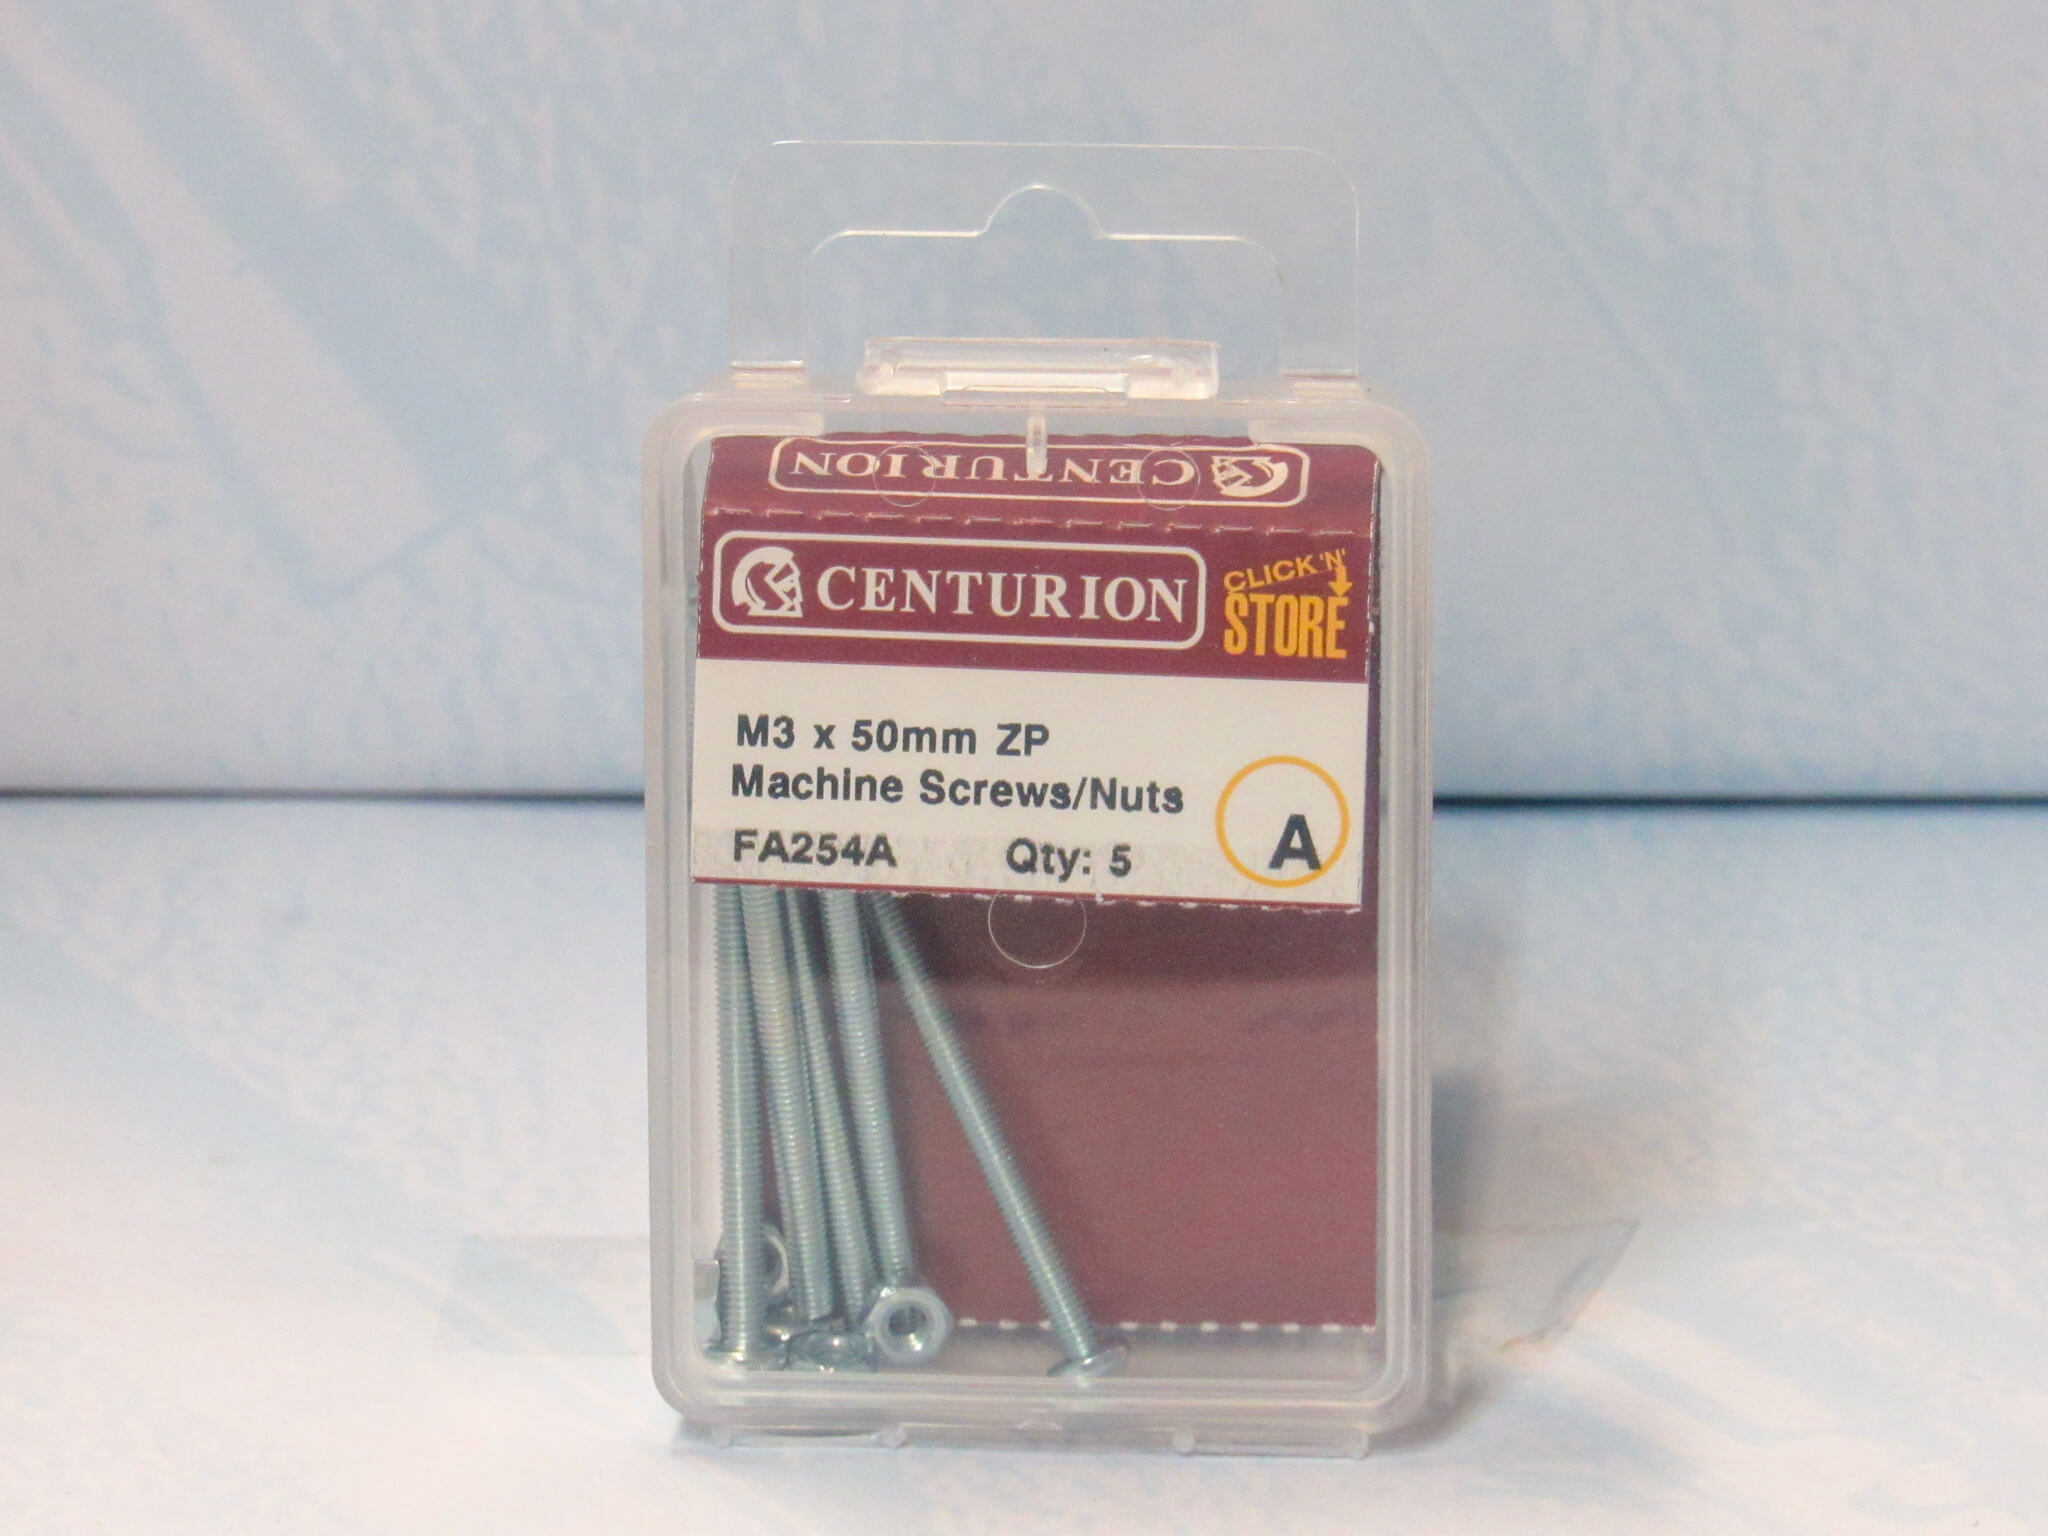 CENTURION
CENTURION
CLICK 'N'
STORE
M3 x 50mm ZP
Machine Screws/Nuts
FA254A Qty: 5
A